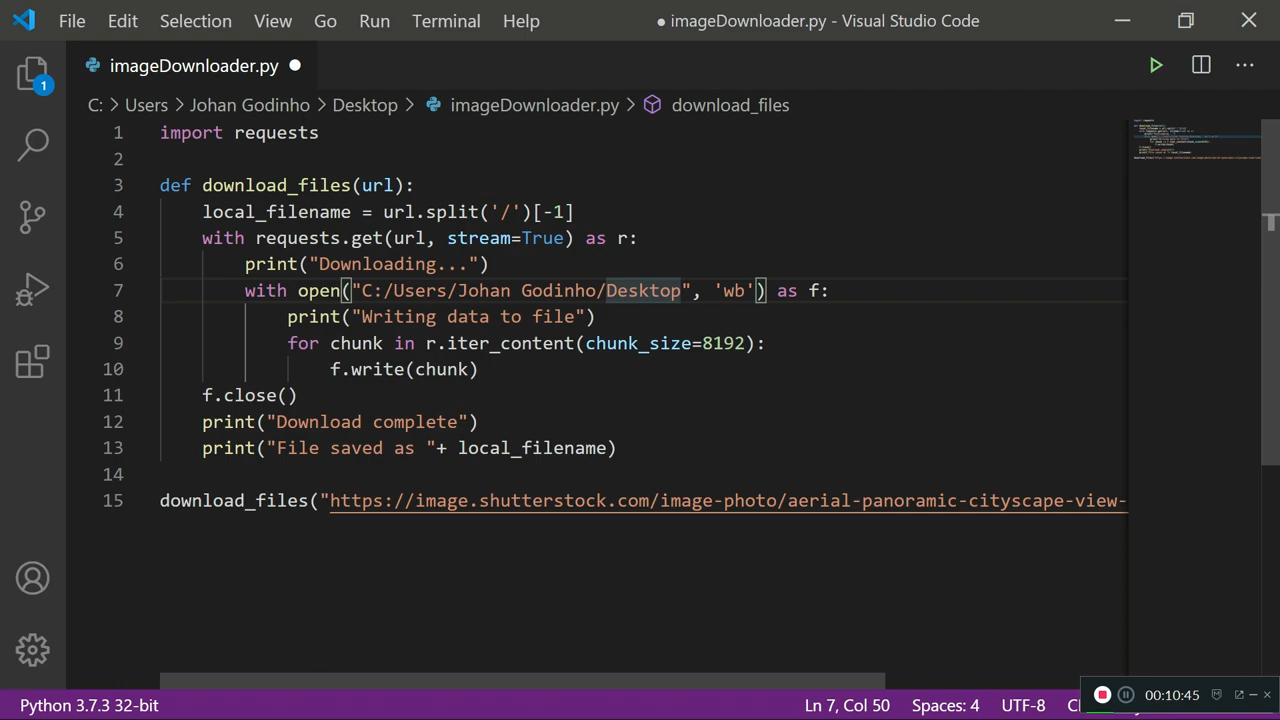 File Edit Selection View Go Run Terminal Help ● imageDownloader.py - Visual Studio Code
imageDownloader.py ●
C: > Users > Johan Godinho > Desktop > imageDownloader.py > download_files
1 import requests
2
3 def download_files(url):
4 local_filename = url.split('/')[-1]
5 with requests.get(url, stream=True) as r:
6 print("Downloading...")
7 with open("C:/Users/Johan Godinho/Desktop", 'wb') as f:
8 print("Writing data to file")
9 for chunk in r.iter_content(chunk_size=8192):
10 f.write(chunk)
11 f.close()
12 print("Download complete")
13 print("File saved as "+ local_filename)
14
15 download_files("https://image.shutterstock.com/image-photo/aerial-panoramic-cityscape-view-
1
Python 3.7.3 32-bit Ln 7, Col 50 Spaces: 4 UTF-8
00:10:45